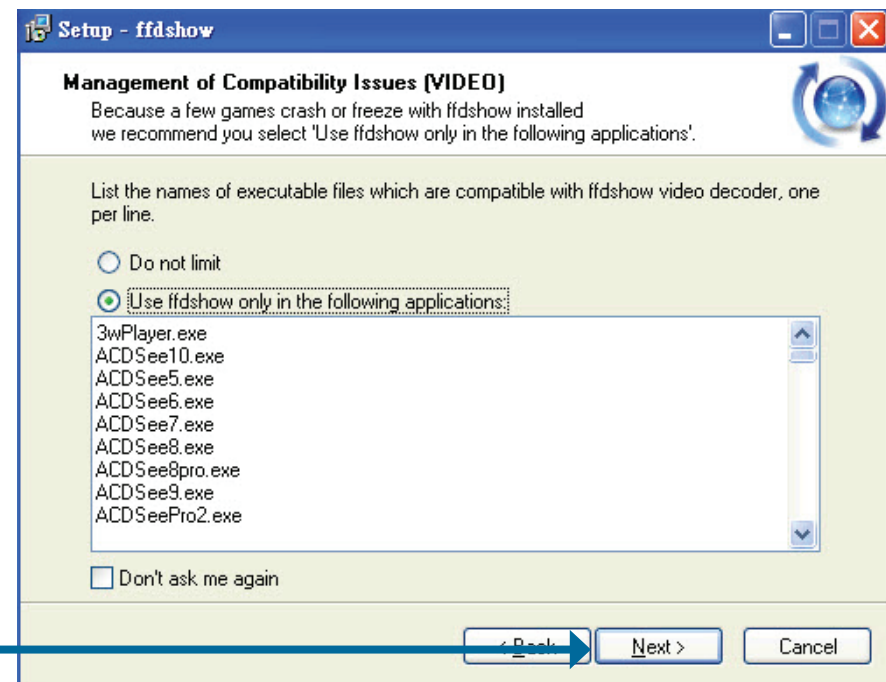 Setup - ffdshow
Management of Compatibility Issues (VIDEO)
Because a few games crash or freeze with ffdshow installed
we recommend you select 'Use ffdshow only in the following applications'.
List the names of executable files which are compatible with ffdshow video decoder, one
per line.
Do not limit
Use ffdshow only in the following applications:
3wPlayer.exe
ACDSee10.exe
ACDSee5.exe
ACDSee6.exe
ACDSee7.exe
ACDSee8.exe
ACDSee8pro.exe
ACDSee9.exe
ACDSeePro2.exe
Don't ask me again
< Back Next > Cancel